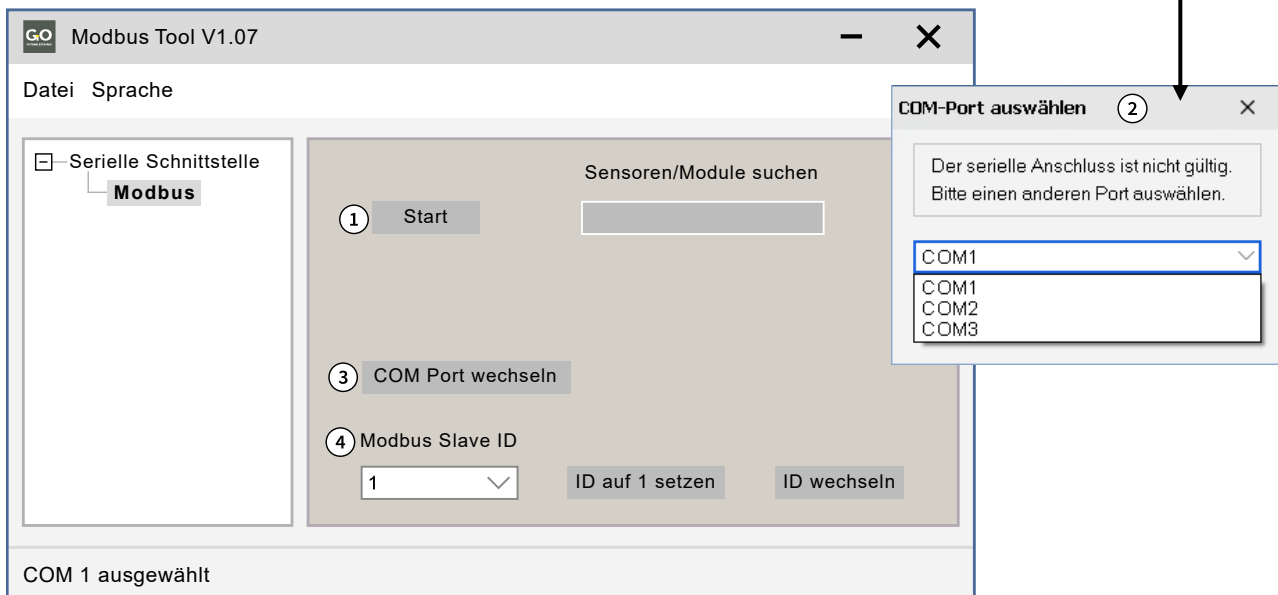 GO
Modbus Tool V1.07
Datei Sprache
Serielle Schnittstelle
Modbus
Sensoren/Module suchen
1 Start
3 COM Port wechseln
4 Modbus Slave ID
1
ID auf 1 setzen
ID wechseln
COM 1 ausgewählt
COM-Port auswählen 2
Der serielle Anschluss ist nicht gültig.
Bitte einen anderen Port auswählen.
COM1
COM1
COM2
COM3